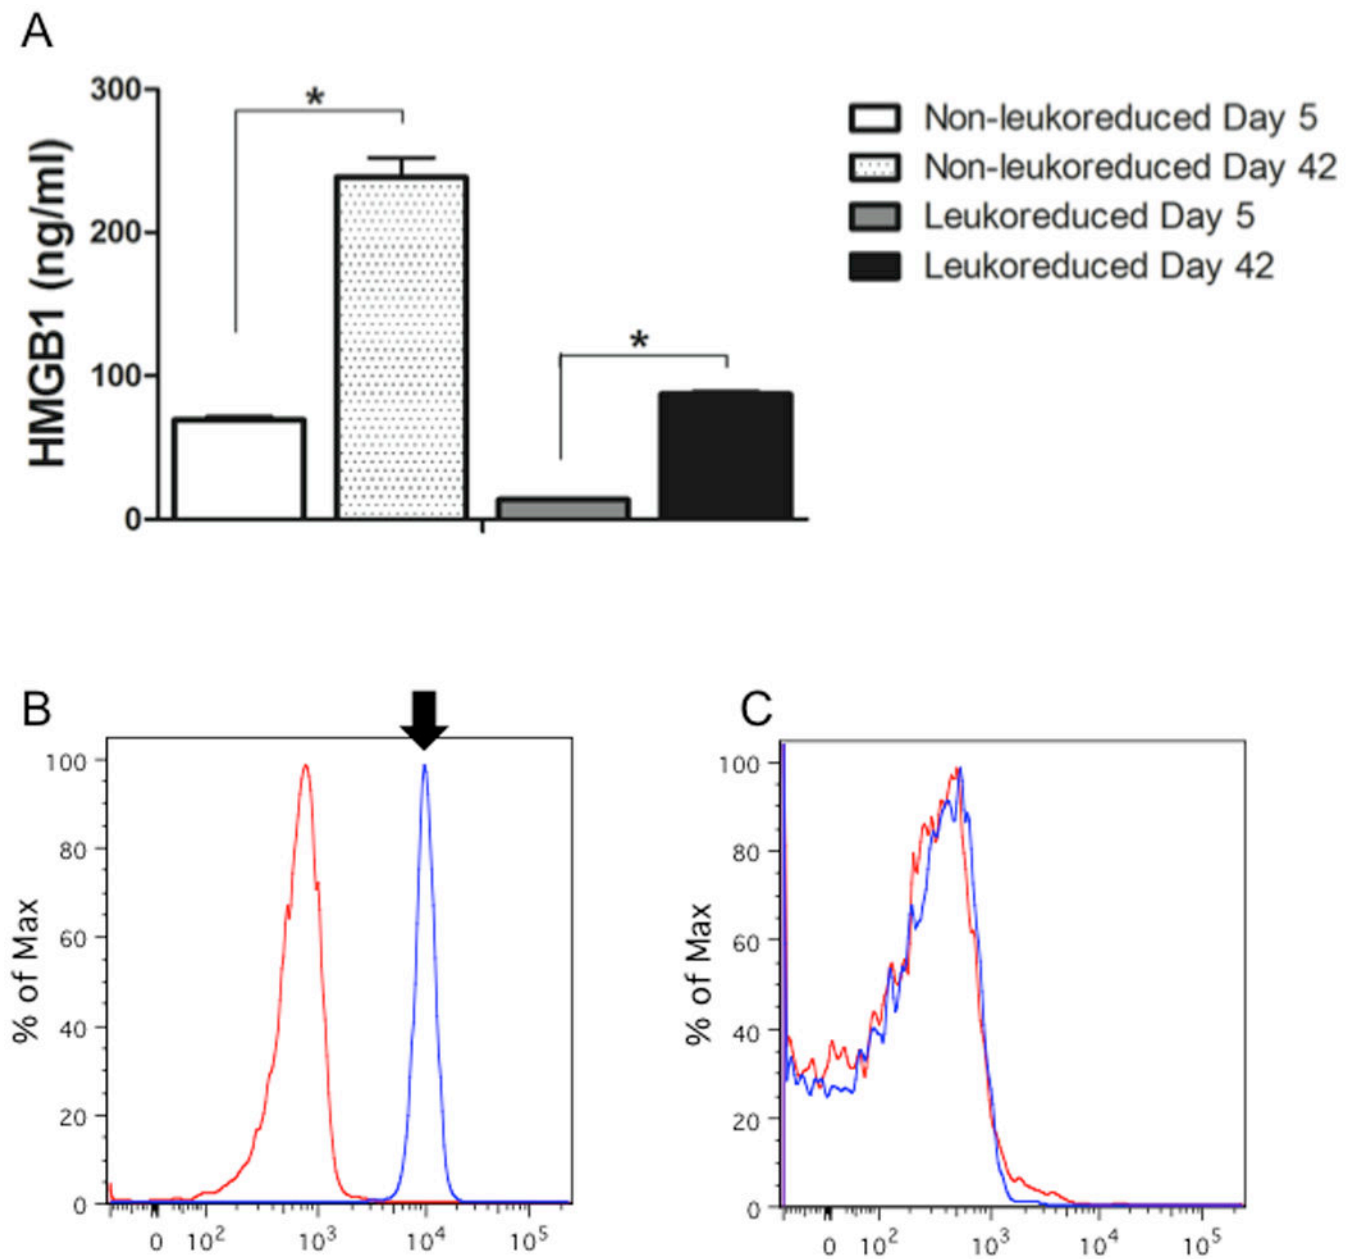 A
300
200
100
0
HMGB1 (ng/ml)
*
*
Non-leukoreduced Day 5
Non-leukoreduced Day 42
Leukoreduced Day 5
Leukoreduced Day 42
B
100
80
60
40
20
0
% of Max
0 10² 10³ 10⁴ 10⁵
C
100
80
60
40
20
0
% of Max
0 10² 10³ 10⁴ 10⁵